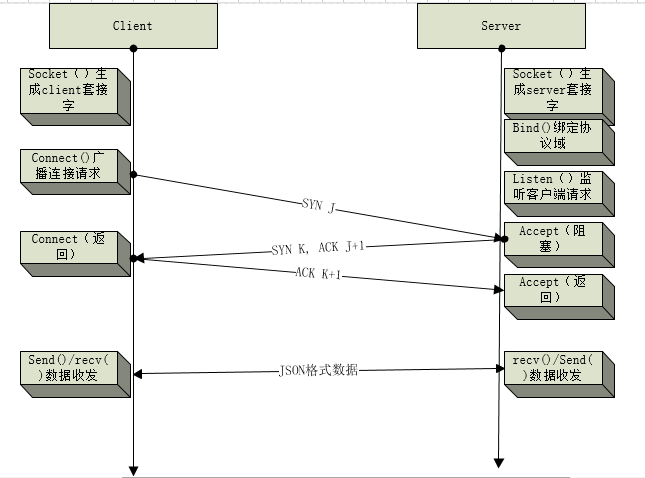 Client
Server
Socket（）生
成client套接
字
Socket（）生
成server套接
字
Bind()绑定协
议域
Connect()广
播连接请求
Listen（）监
听客户端请求
SYN J
Connect（返
回）
SYN K, ACK J+1
Accept（阻
塞）
ACK K+1
Accept（返
回）
Send()/recv(
)数据收发
JSON格式数据
recv()/Send(
)数据收发